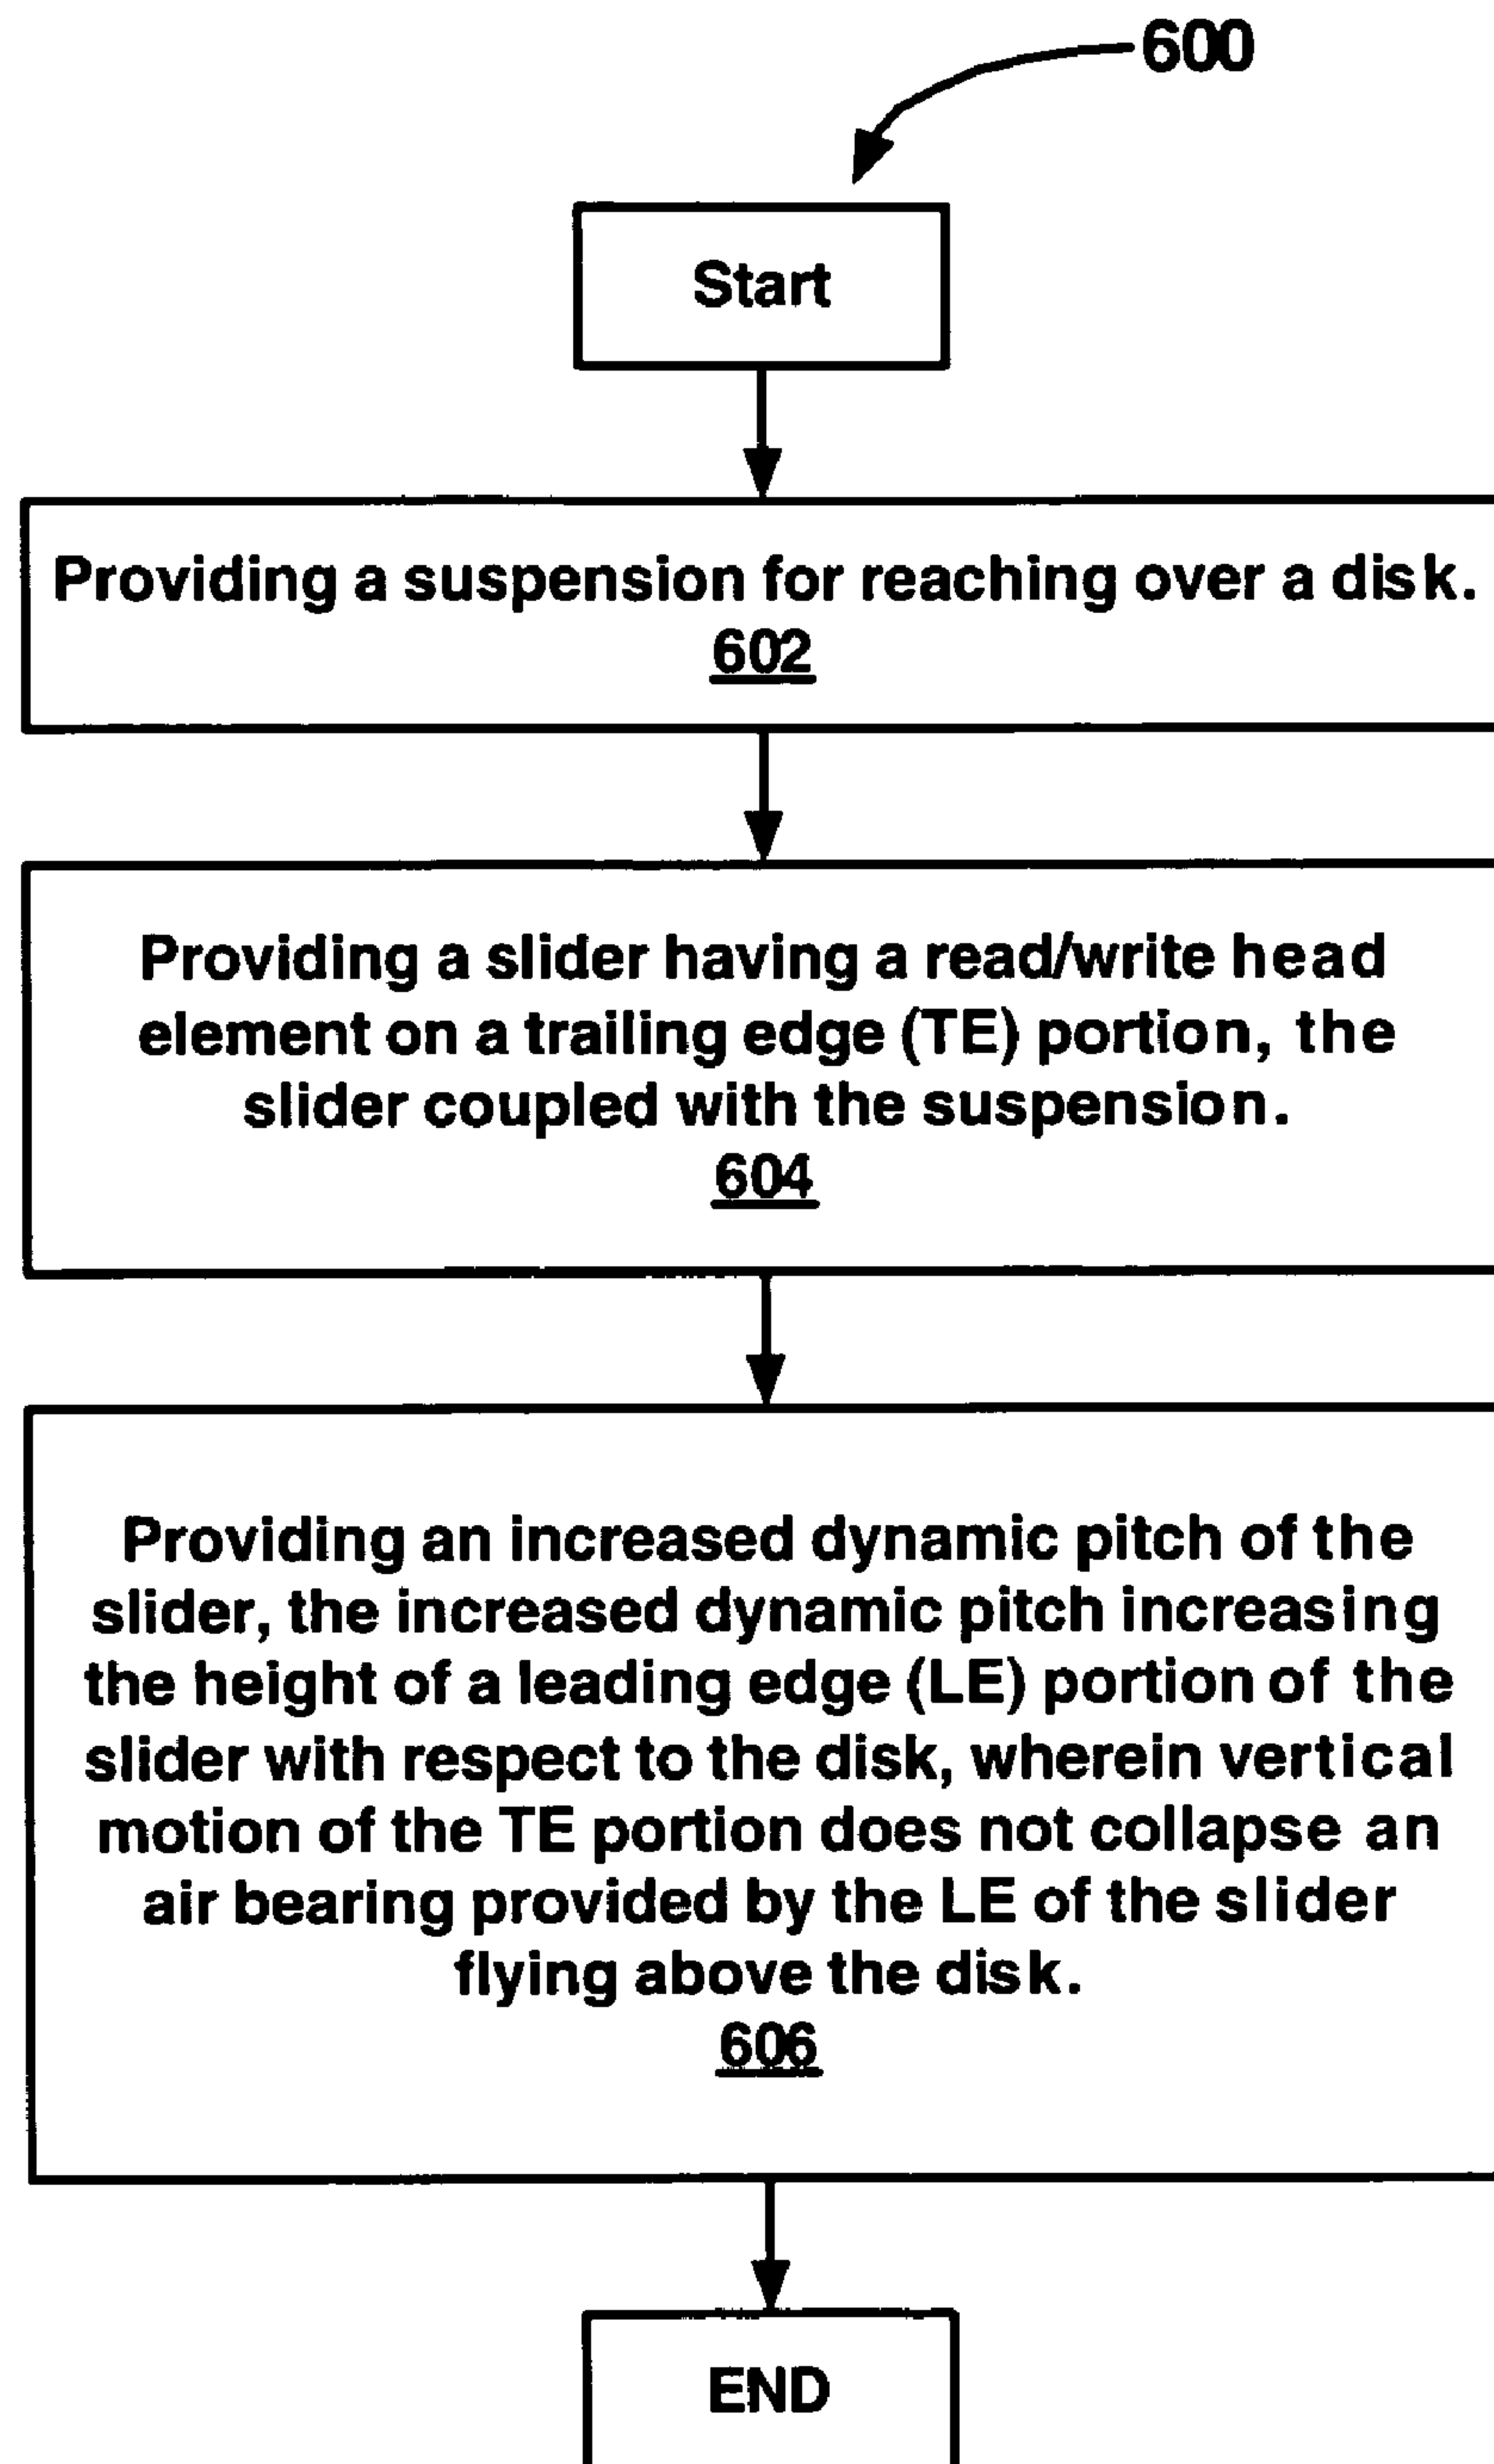 600
Start
Providing a suspension for reaching over a disk.
602
Providing a slider having a read/write head
element on a trailing edge (TE) portion, the
slider coupled with the suspension.
604
Providing an increased dynamic pitch of the
slider, the increased dynamic pitch increasing
the height of a leading edge (LE) portion of the
slider with respect to the disk, wherein vertical
motion of the TE portion does not collapse an
air bearing provided by the LE of the slider
flying above the disk.
606
END